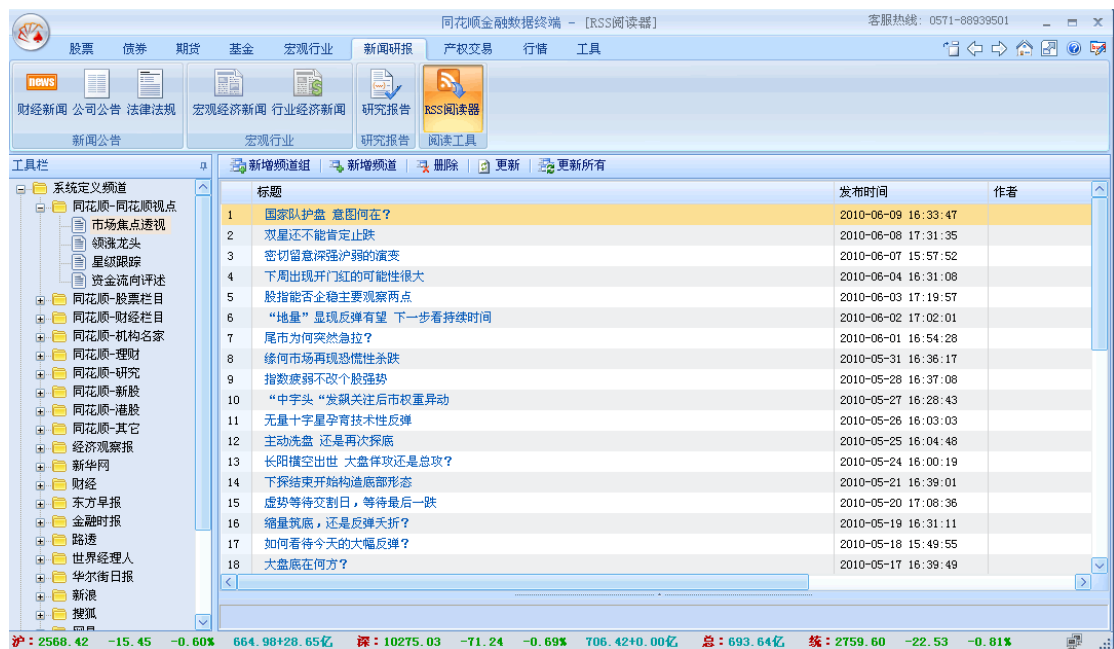 同花顺金融数据终端 - [RSS阅读器]
客服热线: 0571-88939501
股票 债券 期货 基金 宏观行业 新闻研报 产权交易 行情 工具
news
财经新闻 公司公告 法律法规 宏观经济新闻 行业经济新闻 研究报告 RSS阅读器
新闻公告 宏观行业 研究报告 阅读工具
工具栏
新增频道组 新增频道 删除 更新 更新所有
系统定义频道
同花顺-同花顺视点
市场焦点透视
领涨龙头
星级跟踪
资金流向评述
同花顺-股票栏目
同花顺-财经栏目
同花顺-机构名家
同花顺-理财
同花顺-研究
同花顺-新股
同花顺-港股
同花顺-其它
经济观察报
新华网
财经
东方早报
金融时报
路透
世界经理人
华尔街日报
新浪
搜狐
标题 发布时间 作者
1 国家队护盘 意图何在? 2010-06-09 16:33:47
2 双星还不能肯定止跌 2010-06-08 17:31:35
3 密切留意深强沪弱的演变 2010-06-07 15:57:52
4 下周出现开门红的可能性很大 2010-06-04 16:31:08
5 股指能否企稳主要观察两点 2010-06-03 17:19:57
6 “地量”显现反弹有望 下一步看持续时间 2010-06-02 17:02:01
7 尾市为何突然急拉? 2010-06-01 16:54:28
8 缘何市场再现恐慌性杀跌 2010-05-31 16:36:17
9 指数疲弱不改个股强势 2010-05-28 16:37:08
10 “中字头“发飙关注后市权重异动 2010-05-27 16:28:43
11 无量十字星孕育技术性反弹 2010-05-26 16:03:03
12 主动洗盘 还是再次探底 2010-05-25 16:04:48
13 长阳横空出世 大盘佯攻还是总攻? 2010-05-24 16:00:19
14 下探结束开始构造底部形态 2010-05-21 16:39:01
15 虚势等待交割日，等待最后一跌 2010-05-20 17:08:36
16 缩量筑底，还是反弹夭折? 2010-05-19 16:31:11
17 如何看待今天的大幅反弹? 2010-05-18 15:49:55
18 大盘底在何方? 2010-05-17 16:39:49
沪：2568.42 -15.45 -0.60% 664.98+28.65亿 深：10275.03 -71.24 -0.69% 706.42+0.00亿 总：693.64亿 统：2759.60 -22.53 -0.81%